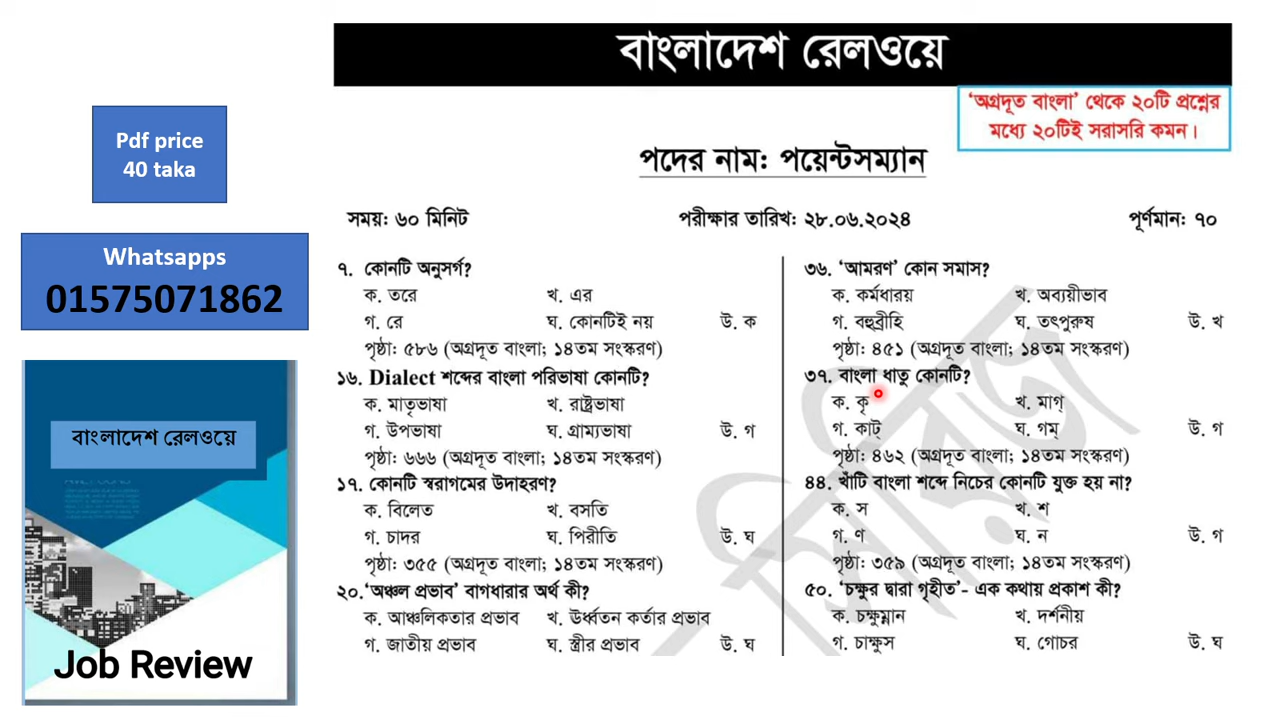 বাংলাদেশ রেলওয়ে
‘অগ্রদূত বাংলা’ থেকে ২০টি প্রশ্নের
মধ্যে ২০টিই সরাসরি কমন।
পদের নাম: পয়েন্টসম্যান
সময়: ৬০ মিনিট পরীক্ষার তারিখ: ২৮.০৬.২০২৪ পূর্ণমান: ৭০
Pdf price
40 taka
Whatsapps
01575071862
বাংলাদেশ রেলওয়ে
Job Review
৭. কোনটি অনুসর্গ?
ক. তরে খ. এর
গ. রে ঘ. কোনটিই নয় উ. ক
পৃষ্ঠা: ৫৮৬ (অগ্রদূত বাংলা; ১৪তম সংস্করণ)
১৬. Dialect শব্দের বাংলা পরিভাষা কোনটি?
ক. মাতৃভাষা খ. রাষ্ট্রভাষা
গ. উপভাষা ঘ. গ্রাম্যভাষা উ. গ
পৃষ্ঠা: ৬৬৬ (অগ্রদূত বাংলা; ১৪তম সংস্করণ)
১৭. কোনটি স্বরাগমের উদাহরণ?
ক. বিলেত খ. বসতি
গ. চাদর ঘ. পিরীতি উ. ঘ
পৃষ্ঠা: ৩৫৫ (অগ্রদূত বাংলা; ১৪তম সংস্করণ)
২০. ‘অঞ্চল প্রভাব’ বাগধারার অর্থ কী?
ক. আঞ্চলিকতার প্রভাব খ. উর্ধ্বতন কর্তার প্রভাব
গ. জাতীয় প্রভাব ঘ. স্ত্রীর প্রভাব উ. ঘ
৩৬. ‘আমরণ’ কোন সমাস?
ক. কর্মধারয় খ. অব্যয়ীভাব
গ. বহুব্রীহি ঘ. তৎপুরুষ উ. খ
পৃষ্ঠা: ৪৫১ (অগ্রদূত বাংলা; ১৪তম সংস্করণ)
৩৭. বাংলা ধাতু কোনটি?
ক. কৃ খ. মাগ্
গ. কাট্ ঘ. গম্ উ. গ
পৃষ্ঠা: ৪৬২ (অগ্রদূত বাংলা; ১৪তম সংস্করণ)
৪৪. খাঁটি বাংলা শব্দে নিচের কোনটি যুক্ত হয় না?
ক. স খ. শ
গ. ণ ঘ. ন উ. গ
পৃষ্ঠা: ৩৫৯ (অগ্রদূত বাংলা; ১৪তম সংস্করণ)
৫০. ‘চক্ষুর দ্বারা গৃহীত’- এক কথায় প্রকাশ কী?
ক. চক্ষুষ্মান খ. দর্শনীয়
গ. চাক্ষুস ঘ. গোচর উ. ঘ
সিরিজ